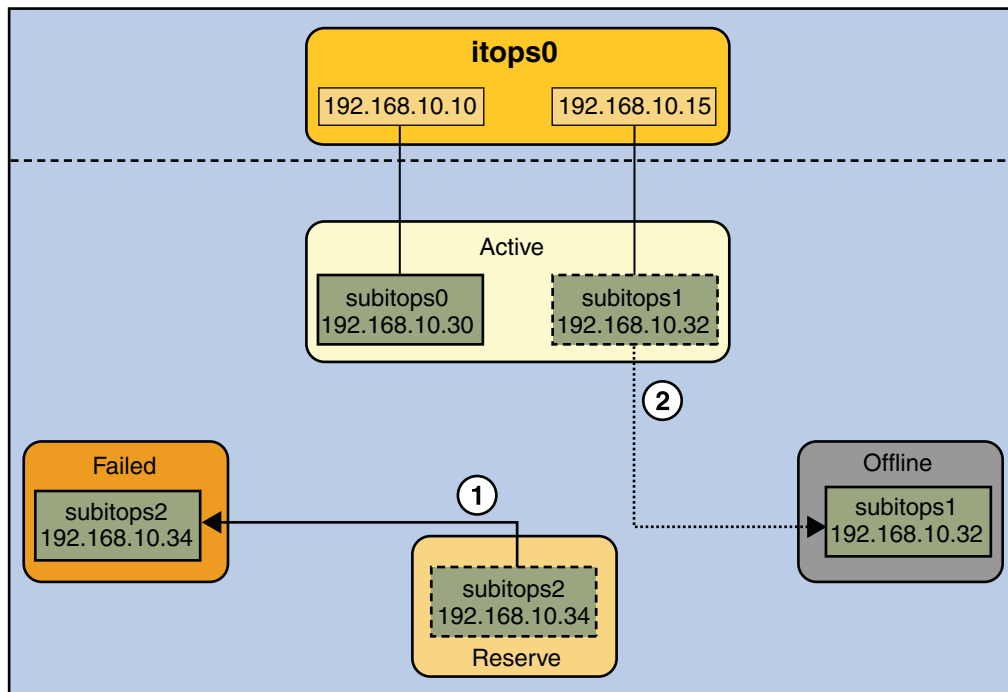 itops0
192.168.10.10
192.168.10.15
Active
subitops0
192.168.10.30
subitops1
192.168.10.32
2
Failed
subitops2
192.168.10.34
1
Offline
subitops1
192.168.10.32
subitops2
192.168.10.34
Reserve